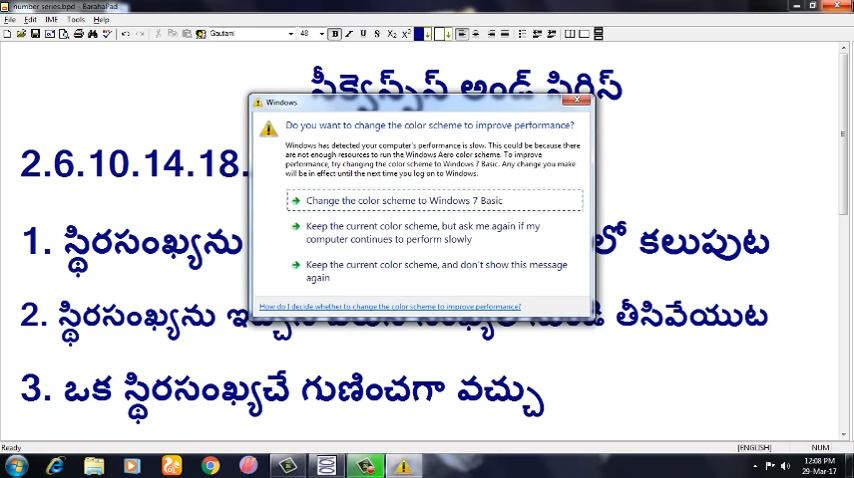 number series.bpd - BarahaPad
File Edit IME Tools Help
Gautami 48 B I U S X₂ X²
సీక్వెన్సెస్ అండ్ సిరీస్
Windows
Do you want to change the color scheme to improve performance?
Windows has detected your computer's performance is slow. This could be because
there are not enough resources to run the Windows Aero color scheme. To improve
performance, try changing the color scheme to Windows 7 Basic. Any change you make
will be in effect until the next time you log on to Windows.
2.6.10.14.18.
Change the color scheme to Windows 7 Basic
Keep the current color scheme, but ask me again if my
computer continues to perform slowly
1. స్థిరసంఖ్యను లో కలుపుట
Keep the current color scheme, and don't show this message
again
How do I decide whether to change the color scheme to improve performance?
2. స్థిరసంఖ్యను తీసివేయుట
3. ఒక స్థిరసంఖ్యచే గుణించగా వచ్చు
Ready [ENGLISH] NUM
12:08 PM
29-Mar-17